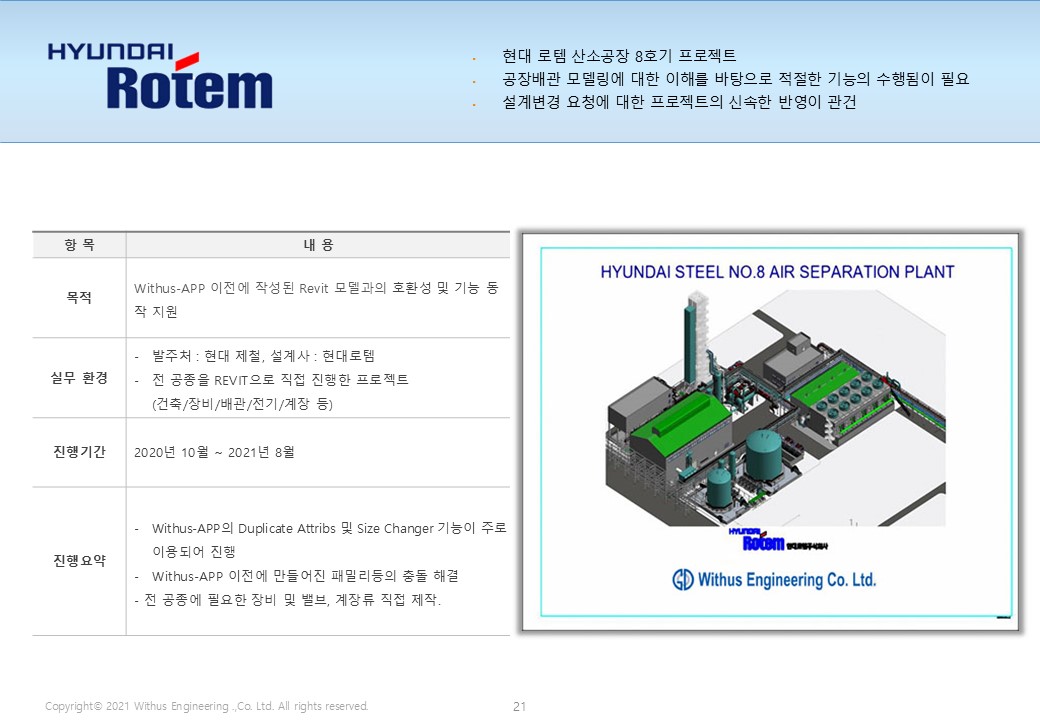 HYUNDAI
Rotem
현대 로템 산소공장 8호기 프로젝트
공장배관 모델링에 대한 이해를 바탕으로 적절한 기능의 수행됨이 필요
설계변경 요청에 대한 프로젝트의 신속한 반영이 관건
항 목 내 용
목적
Withus-APP 이전에 작성된 Revit 모델과의 호환성 및 기능 동
작 지원
실무 환경
- 발주처 : 현대 제철, 설계사 : 현대로템
- 전 공종을 REVIT으로 직접 진행한 프로젝트
(건축/장비/배관/전기/계장 등)
진행기간
2020년 10월 ~ 2021년 8월
진행요약
- Withus-APP의 Duplicate Attribs 및 Size Changer 기능이 주로
이용되어 진행
- Withus-APP 이전에 만들어진 패밀리등의 충돌 해결
- 전 공종에 필요한 장비 및 밸브, 계장류 직접 제작.
HYUNDAI STEEL NO.8 AIR SEPARATION PLANT
HYUNDAI
Rotem 현대로템주식회사
Withus Engineering Co. Ltd.
Copyright© 2021 Withus Engineering .,Co. Ltd. All rights reserved.
21